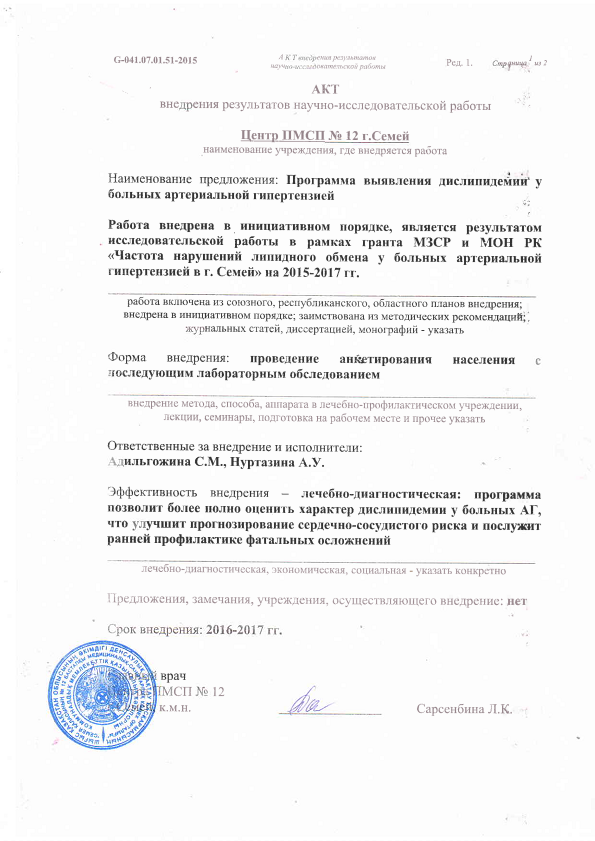 G-041.07.01.51-2015
А К Т внедрения результатов
научно-исследовательской работы
Ред. 1.
Страница 1 из 2
АКТ
внедрения результатов научно-исследовательской работы
Центр ПМСП № 12 г.Семей
наименование учреждения, где внедряется работа
Наименование предложения: Программа выявления дислипидемии у
больных артериальной гипертензией
Работа внедрена в инициативном порядке, является результатом
исследовательской работы в рамках гранта МЗСР и МОН РК
«Частота нарушений липидного обмена у больных артериальной
гипертензией в г. Семей» на 2015-2017 гг.
работа включена из союзного, республиканского, областного планов внедрения;
внедрена в инициативном порядке; заимствована из методических рекомендаций;
журнальных статей, диссертацией, монографий - указать
Форма внедрения: проведение анкетирования населения с
последующим лабораторным обследованием
внедрение метода, способа, аппарата в лечебно-профилактическом учреждении,
лекции, семинары, подготовка на рабочем месте и прочее указать
Ответственные за внедрение и исполнители:
Адильгожина С.М., Нуртазина А.У.
Эффективность внедрения – лечебно-диагностическая: программа
позволит более полно оценить характер дислипидемии у больных АГ,
что улучшит прогнозирование сердечно-сосудистого риска и послужит
ранней профилактике фатальных осложнений
лечебно-диагностическая, экономическая, социальная - указать конкретно
Предложения, замечания, учреждения, осуществляющего внедрение: нет
Срок внедрения: 2016-2017 гг.
Главный врач
ПМСП № 12
к.м.н.
Сарсенбина Л.К.